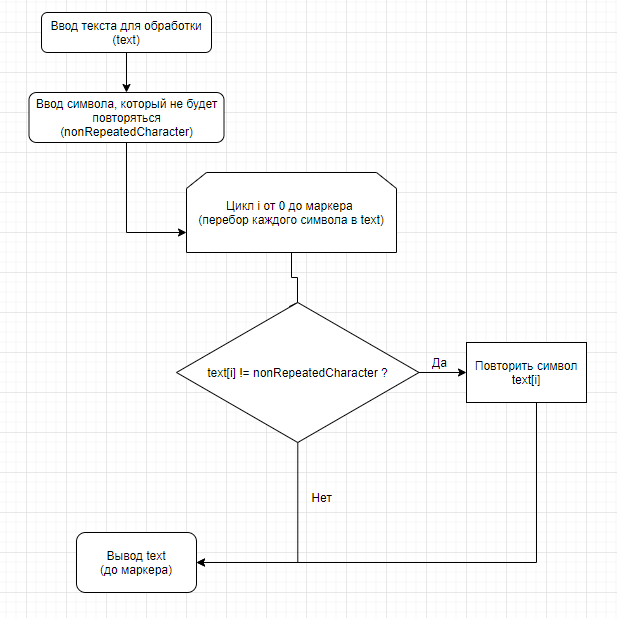 Ввод текста для обработки
(text)
Ввод символа, который не будет
повторяться
(nonRepeatedCharacter)
Цикл i от 0 до маркера
(перебор каждого символа в text)
text[i] != nonRepeatedCharacter ?
Да
Повторить символ
text[i]
Нет
Вывод text
(до маркера)